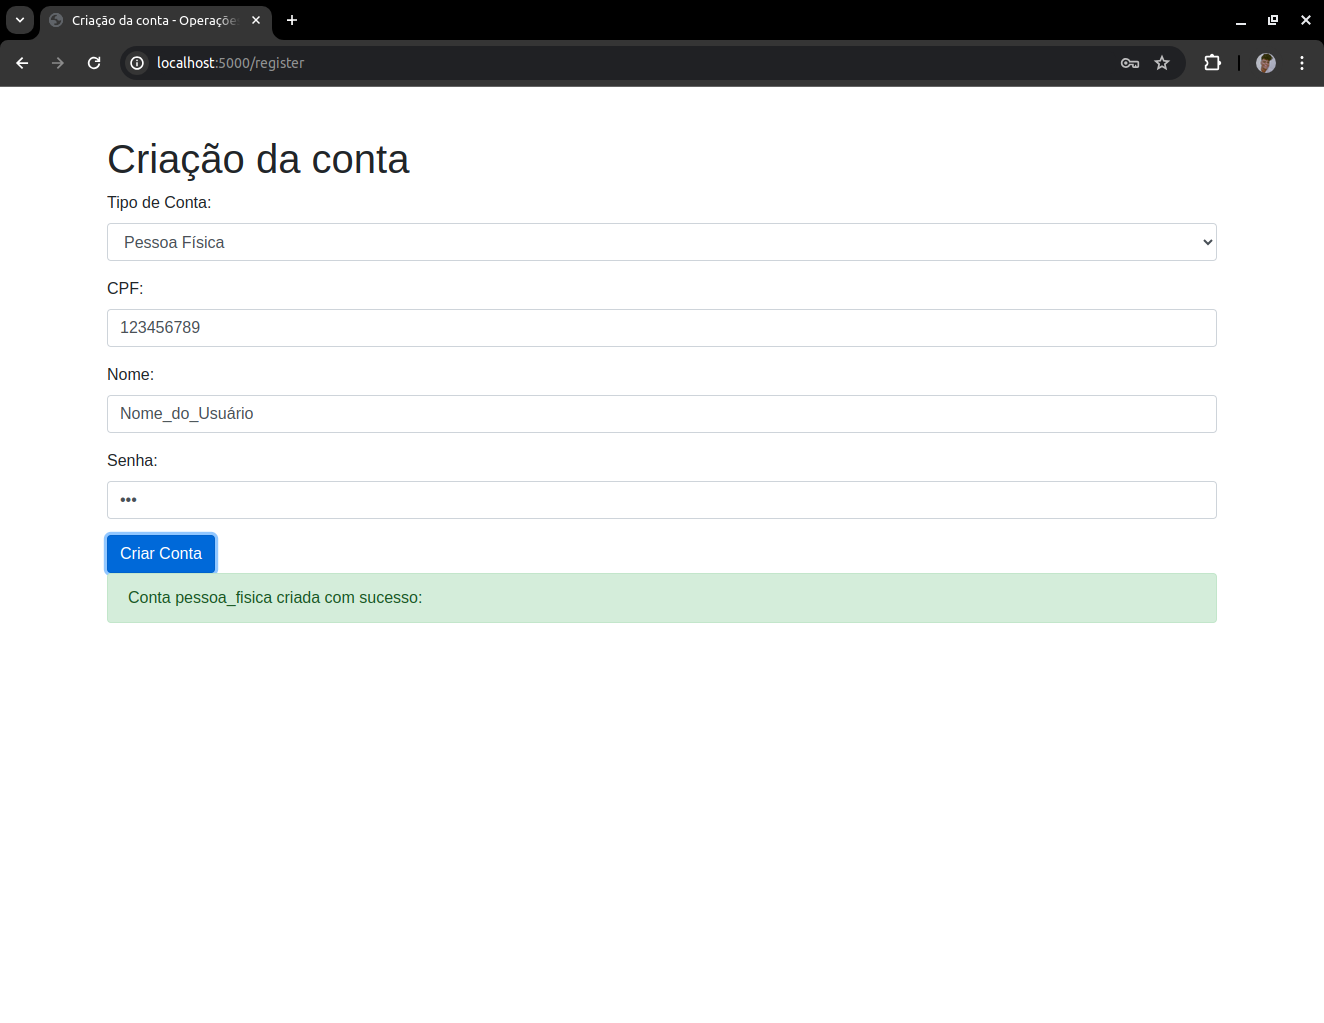 Criação da conta - Operaçõe
localhost:5000/register
Criação da conta
Tipo de Conta:
Pessoa Física
CPF:
123456789
Nome:
Nome_do_Usuário
Senha:
•••
Criar Conta
Conta pessoa_fisica criada com sucesso: